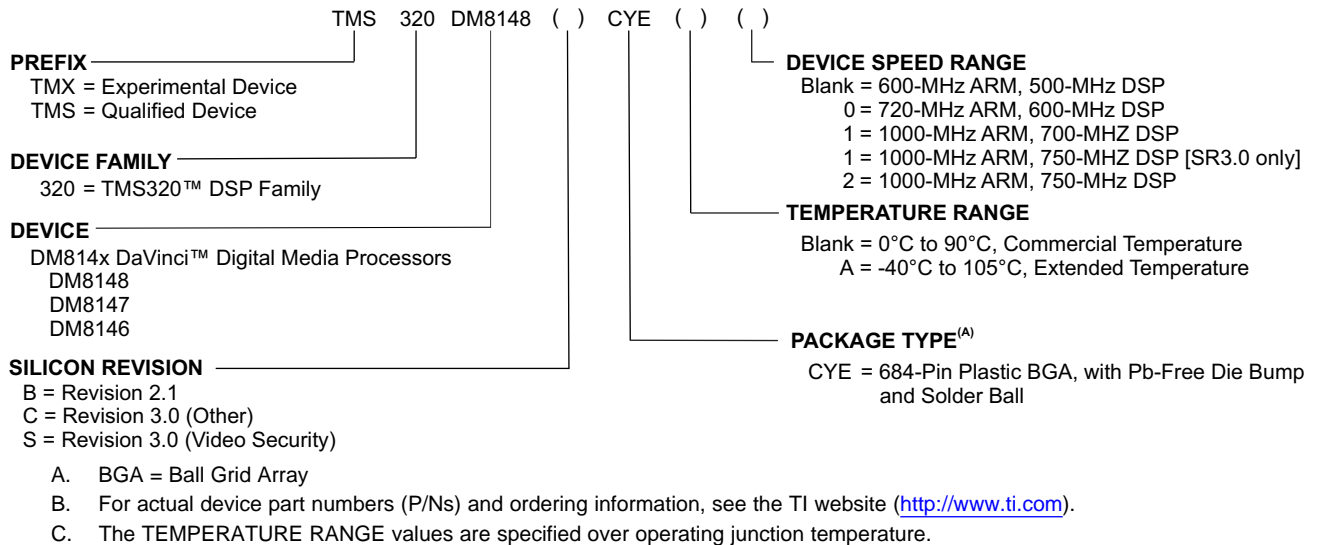 TMS 320 DM8148 ( ) CYE ( ) ( )
PREFIX
TMX = Experimental Device
TMS = Qualified Device
DEVICE FAMILY
320 = TMS320™ DSP Family
DEVICE
DM814x DaVinci™ Digital Media Processors
DM8148
DM8147
DM8146
SILICON REVISION
B = Revision 2.1
C = Revision 3.0 (Other)
S = Revision 3.0 (Video Security)
DEVICE SPEED RANGE
Blank = 600-MHz ARM, 500-MHz DSP
0 = 720-MHz ARM, 600-MHz DSP
1 = 1000-MHz ARM, 700-MHZ DSP
1 = 1000-MHz ARM, 750-MHZ DSP [SR3.0 only]
2 = 1000-MHz ARM, 750-MHz DSP
TEMPERATURE RANGE
Blank = 0°C to 90°C, Commercial Temperature
A = -40°C to 105°C, Extended Temperature
PACKAGE TYPE(A)
CYE = 684-Pin Plastic BGA, with Pb-Free Die Bump
and Solder Ball
A. BGA = Ball Grid Array
B. For actual device part numbers (P/Ns) and ordering information, see the TI website (http://www.ti.com).
C. The TEMPERATURE RANGE values are specified over operating junction temperature.